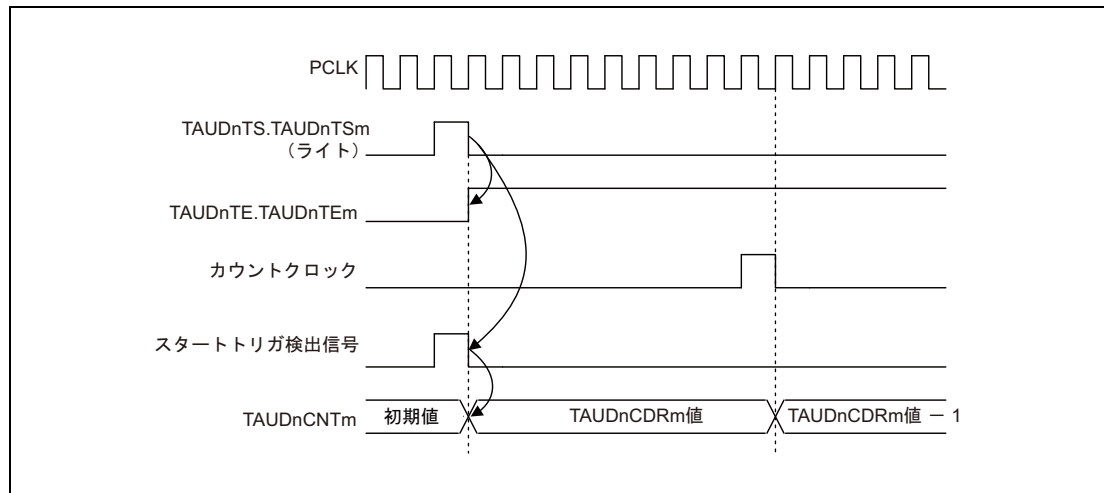 PCLK
TAUDnTS.TAUDnTSm
（ライト）
TAUDnTE.TAUDnTEm
カウントクロック
スタートトリガ検出信号
TAUDnCNTm
初期値
TAUDnCDRm値
TAUDnCDRm値 － 1